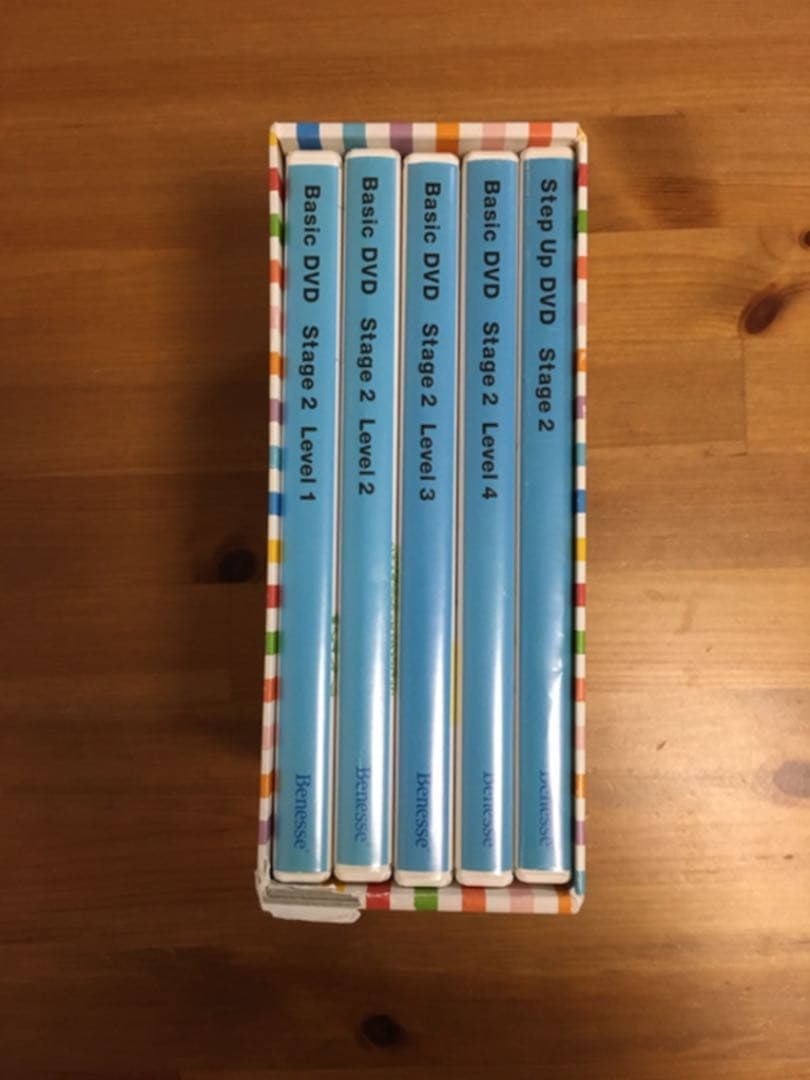 Basic DVD Stage 2 Level 1
Benesse
Basic DVD Stage 2 Level 2
Benesse
Basic DVD Stage 2 Level 3
Benesse
Basic DVD Stage 2 Level 4
Benesse
Step Up DVD Stage 2
Benesse